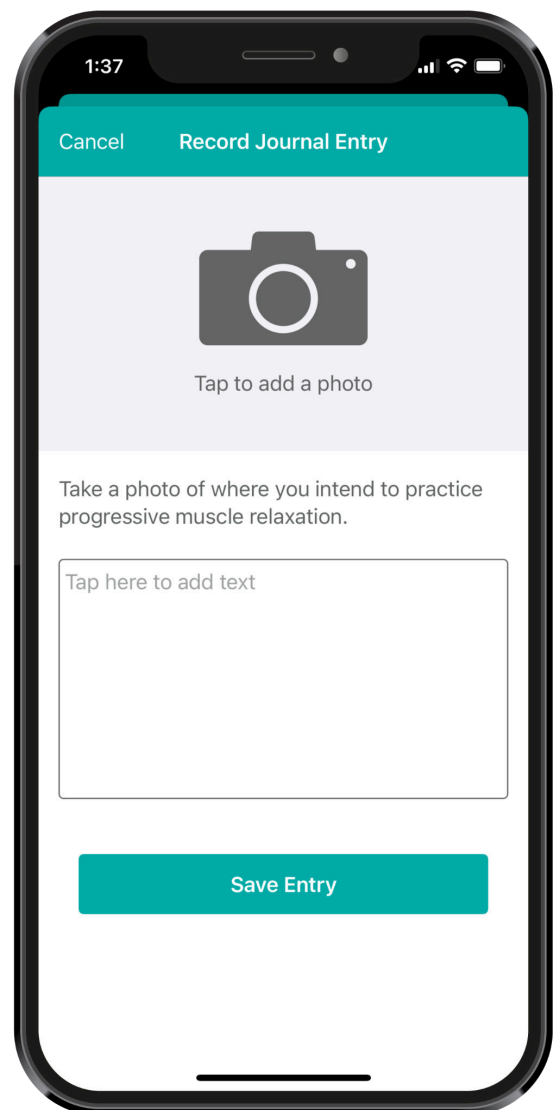 1:37
Cancel Record Journal Entry
Tap to add a photo
Take a photo of where you intend to practice
progressive muscle relaxation.
Tap here to add text
Save Entry